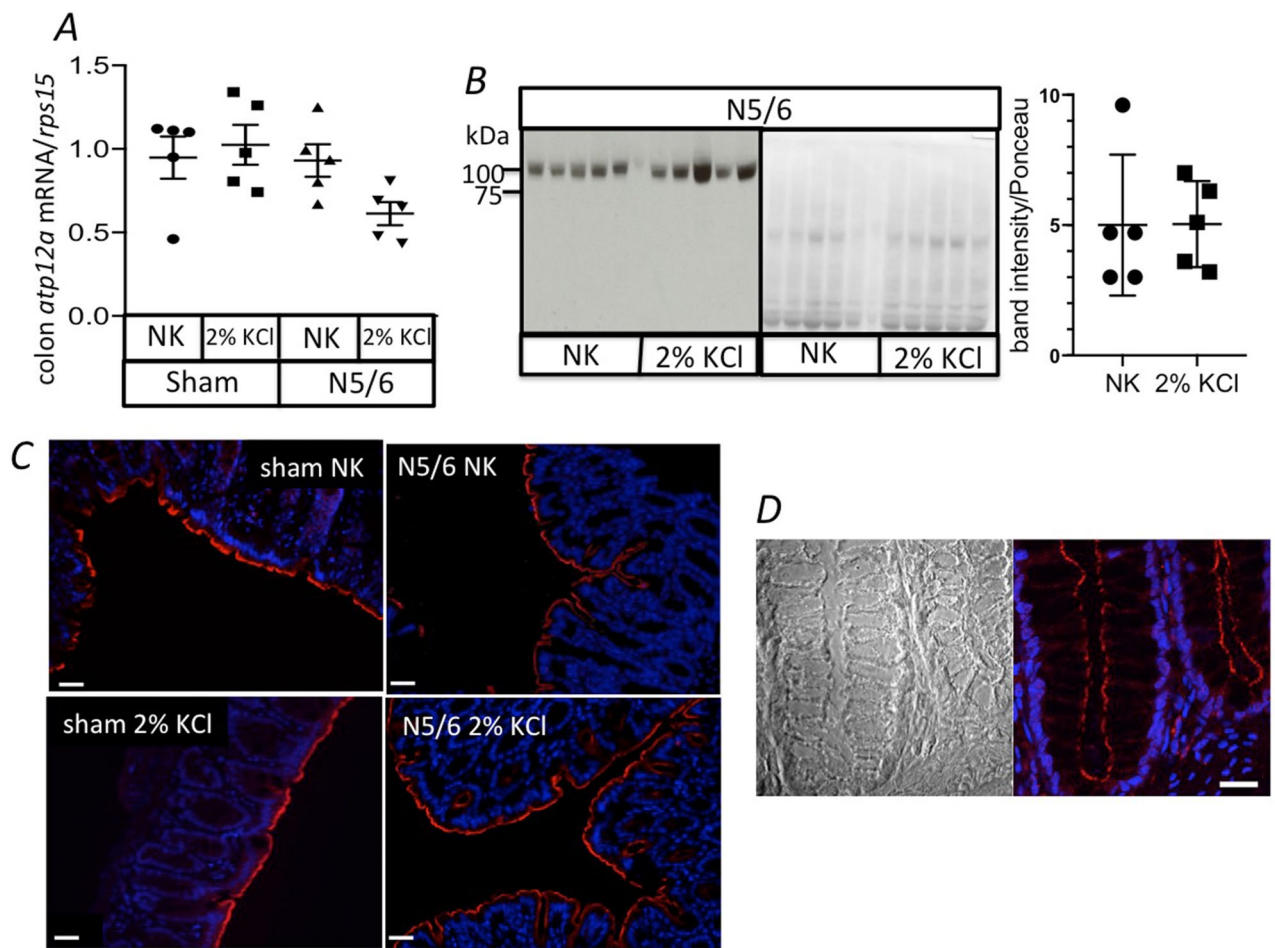 A
colon atp12a mRNA/rps15
1.5
1.0
0.5
0.0
NK 2% KCl NK 2% KCl
Sham N5/6
B
N5/6
kDa
100
75
NK 2% KCl NK 2% KCl
band intensity/Ponceau
10
5
0
NK 2% KCl
C
sham NK
N5/6 NK
sham 2% KCl
N5/6 2% KCl
D